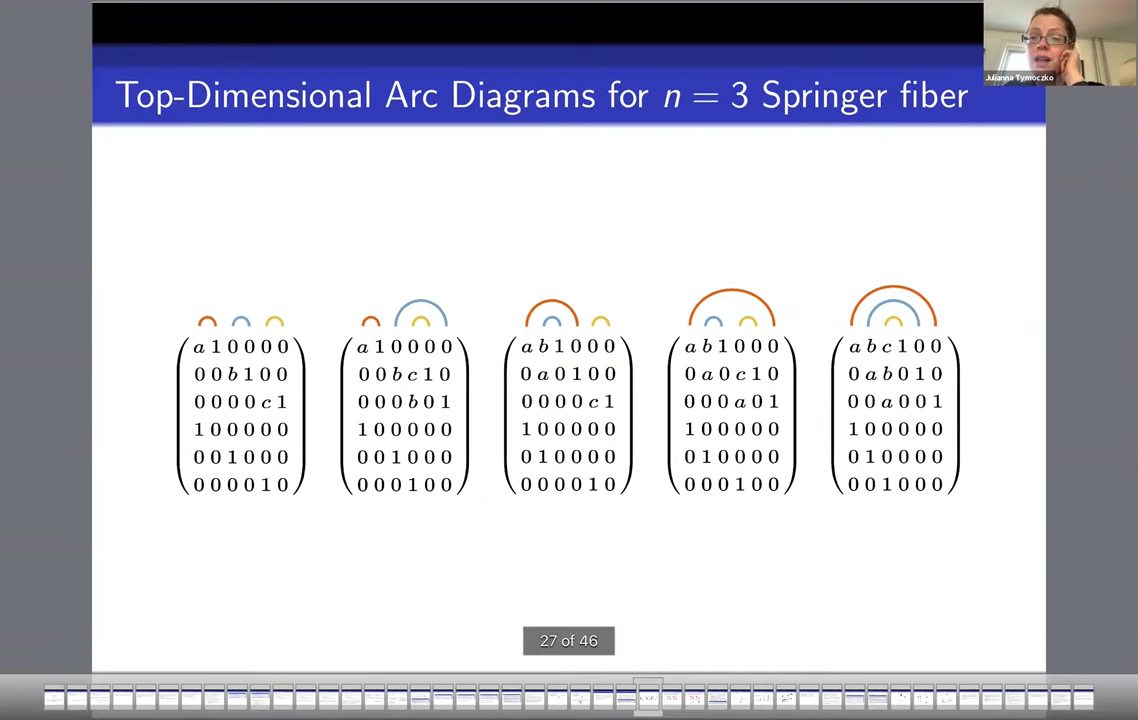 Julianna Tymoczko
Top-Dimensional Arc Diagrams for n = 3 Springer fiber
a 1 0 0 0 0
0 0 b 1 0 0
0 0 0 0 c 1
1 0 0 0 0 0
0 0 1 0 0 0
0 0 0 0 1 0
a 1 0 0 0 0
0 0 b c 1 0
0 0 0 b 0 1
1 0 0 0 0 0
0 0 1 0 0 0
0 0 0 1 0 0
a b 1 0 0 0
0 a 0 1 0 0
0 0 0 0 c 1
1 0 0 0 0 0
0 1 0 0 0 0
0 0 0 0 1 0
a b 1 0 0 0
0 a 0 c 1 0
0 0 0 a 0 1
1 0 0 0 0 0
0 1 0 0 0 0
0 0 0 1 0 0
a b c 1 0 0
0 a b 0 1 0
0 0 a 0 0 1
1 0 0 0 0 0
0 1 0 0 0 0
0 0 1 0 0 0
27 of 46